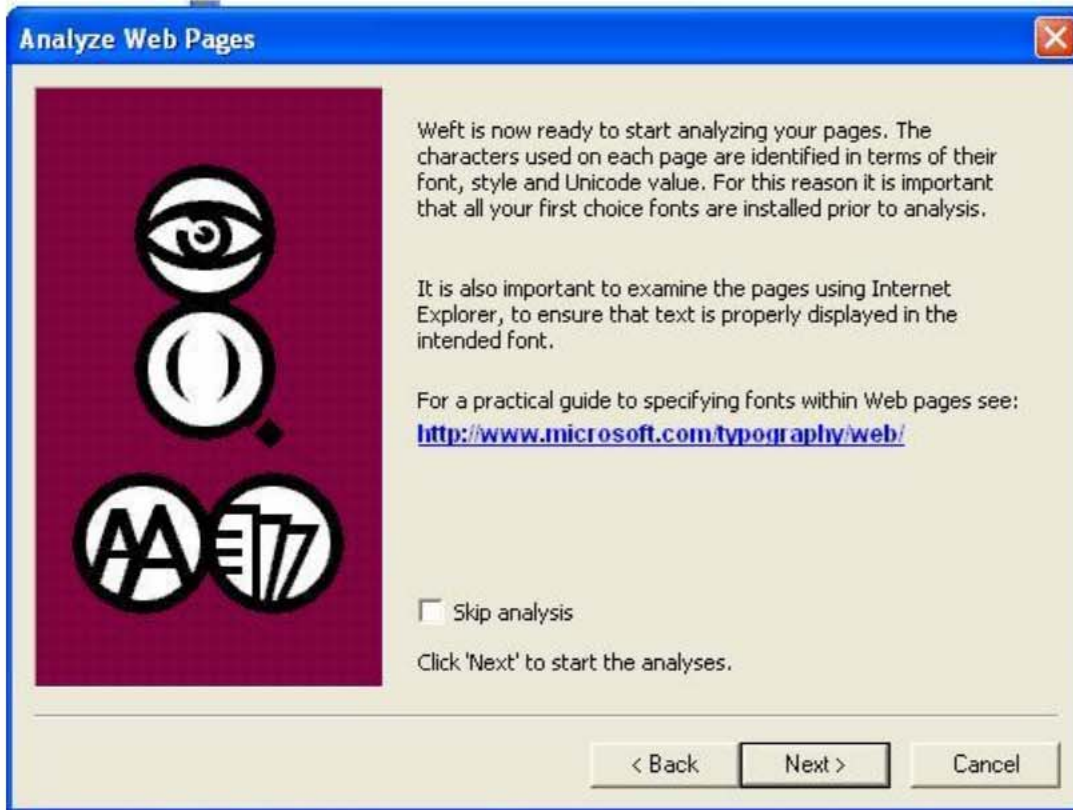 Analyze Web Pages
Weft is now ready to start analyzing your pages. The
characters used on each page are identified in terms of their
font, style and Unicode value. For this reason it is important
that all your first choice fonts are installed prior to analysis.
It is also important to examine the pages using Internet
Explorer, to ensure that text is properly displayed in the
intended font.
For a practical guide to specifying fonts within Web pages see:
http://www.microsoft.com/typography/web/
AA
Skip analysis
Click 'Next' to start the analyses.
< Back
Next >
Cancel